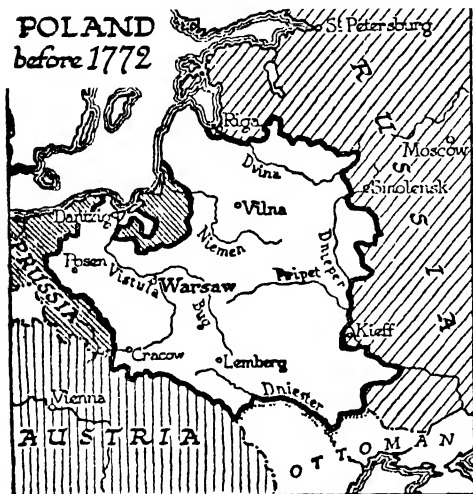 POLAND
before 1772
St. Petersburg
RUSSIA
Riga
Moscow
Dvina
Smolensk
Vilna
Dantzig
Niemen
Dnieper
PRUSSIA
Posen
Vistula
Warsaw
Pripet
Bug
Kieff
Cracow
Lemberg
Dniester
Vienna
AUSTRIA
OTTOMAN